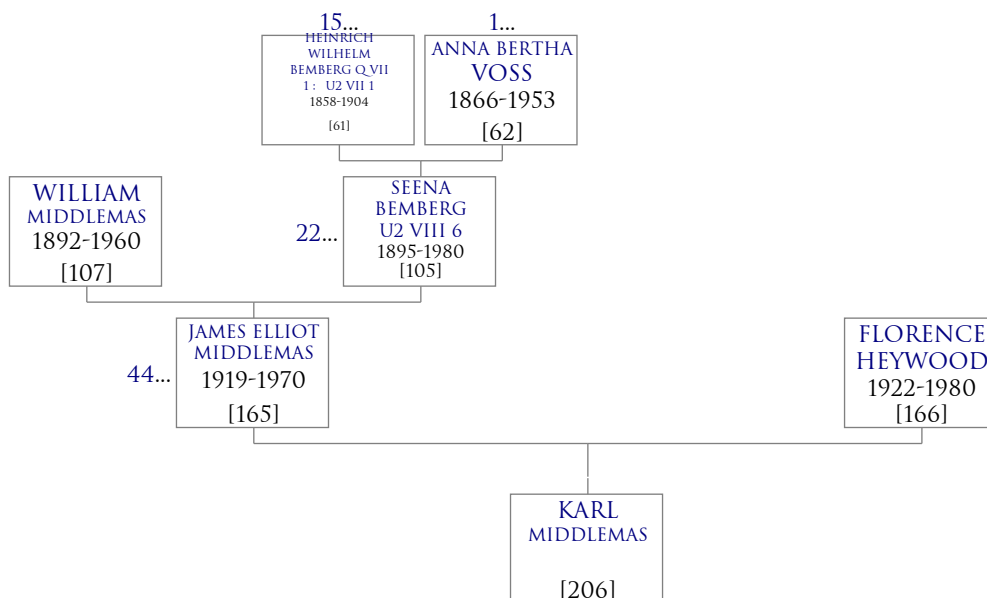 15...
HEINRICH
WILHELM
BEMBERG Q VII
1 : U2 VII 1
1858-1904
[61]
1...
ANNA BERTHA
VOSS
1866-1953
[62]
WILLIAM
MIDDLEMAS
1892-1960
[107]
22...
SEENA
BEMBERG
U2 VIII 6
1895-1980
[105]
44...
JAMES ELLIOT
MIDDLEMAS
1919-1970
[165]
FLORENCE
HEYWOOD
1922-1980
[166]
KARL
MIDDLEMAS
[206]